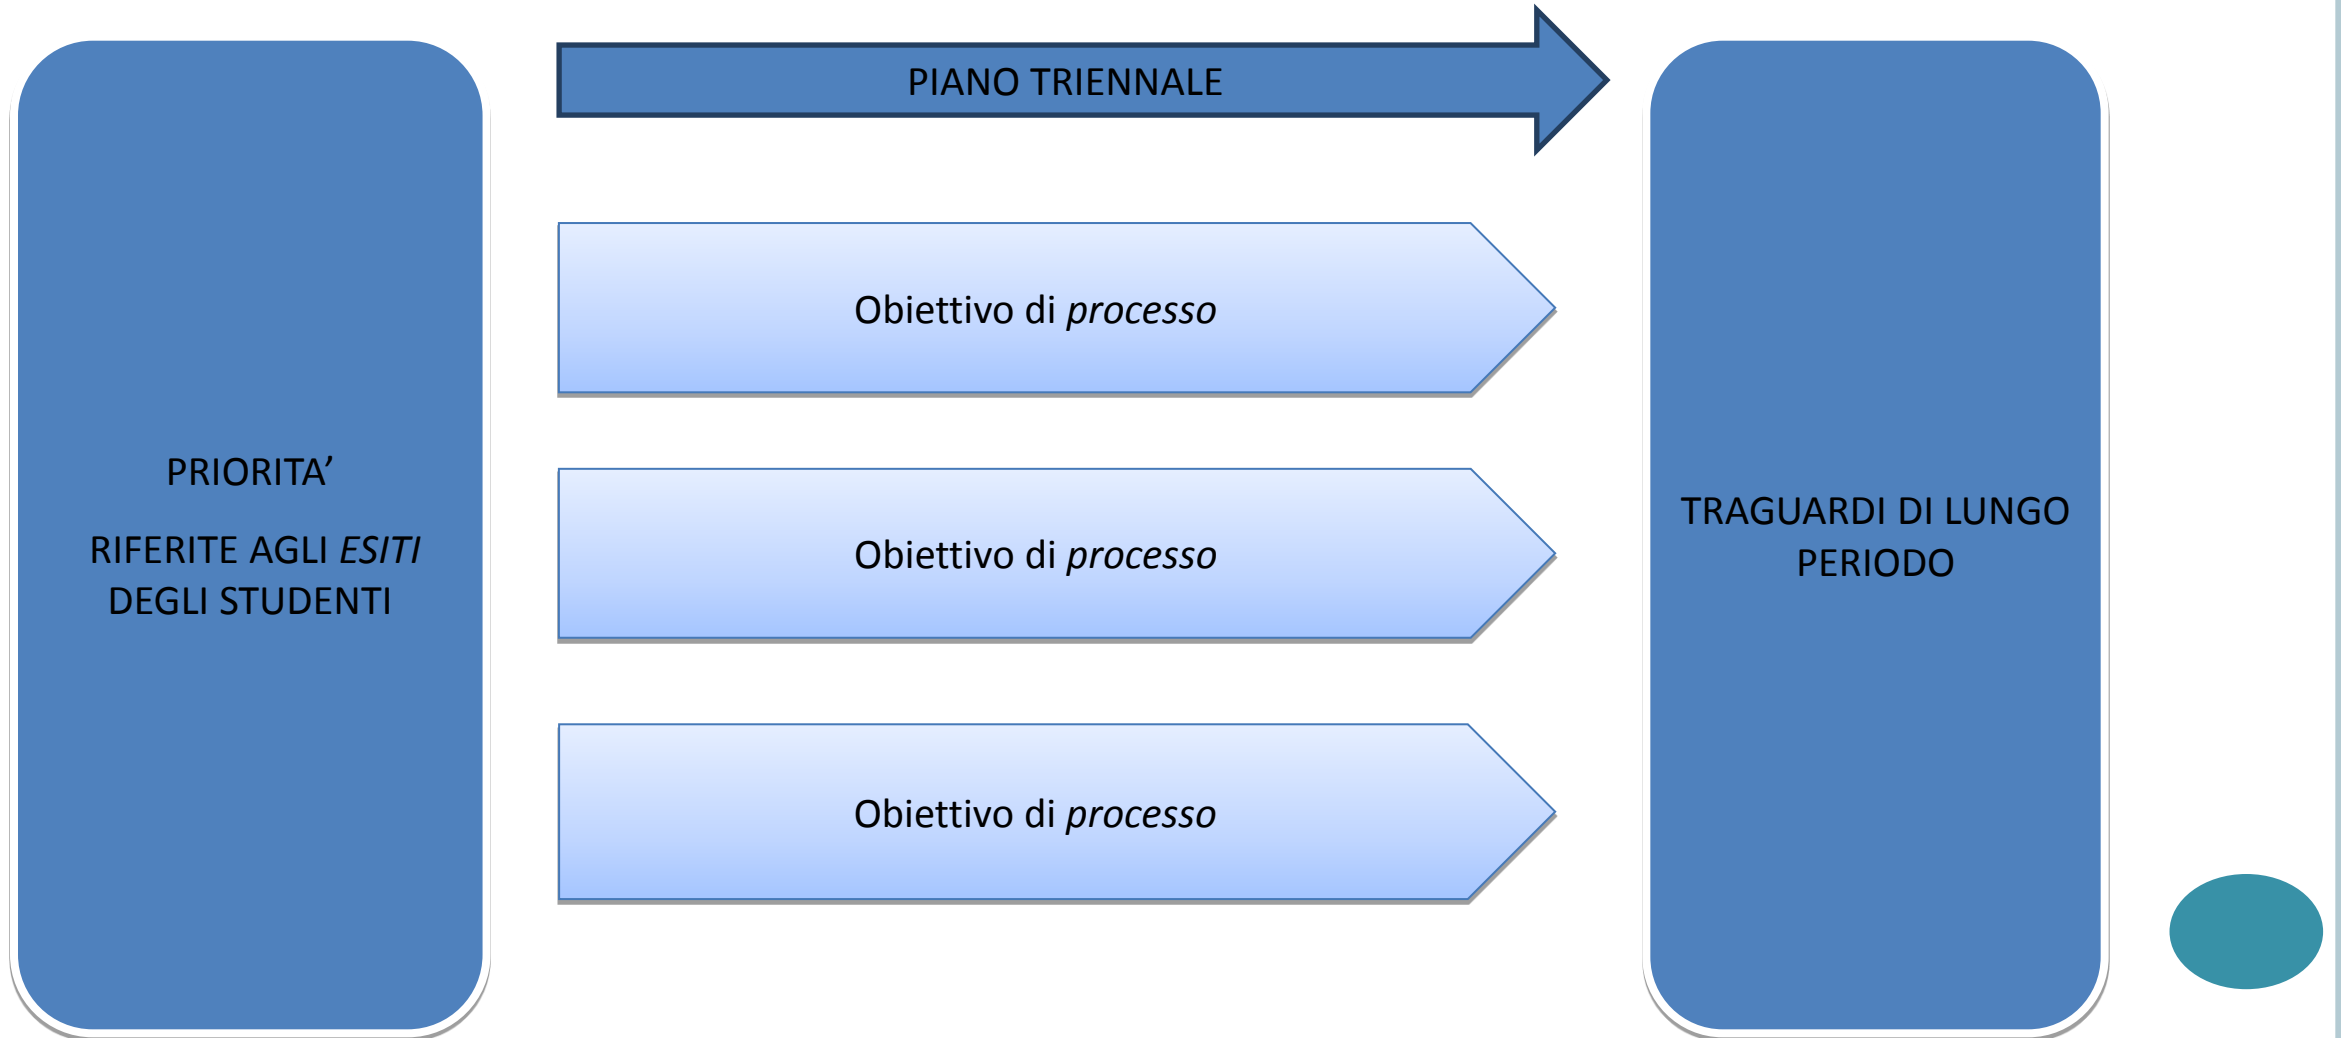 PIANO TRIENNALE
PRIORITA’
RIFERITE AGLI ESITI
DEGLI STUDENTI
Obiettivo di processo
Obiettivo di processo
Obiettivo di processo
TRAGUARDI DI LUNGO
PERIODO